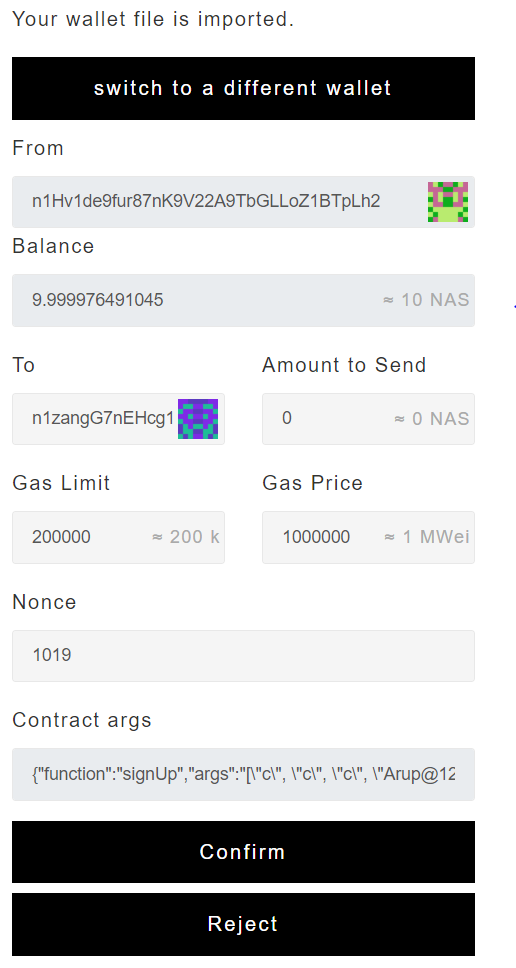 Your wallet file is imported.
switch to a different wallet
From
n1Hv1de9fur87nK9V22A9TbGLLoZ1BTpLh2
Balance
9.999976491045 ≈ 10 NAS
To Amount to Send
n1zangG7nEHcg1 0 ≈ 0 NAS
Gas Limit Gas Price
200000 ≈ 200 k 1000000 ≈ 1 MWei
Nonce
1019
Contract args
{"function":"signUp","args":"[\"c\", \"c\", \"c\", \"Arup@12
Confirm
Reject